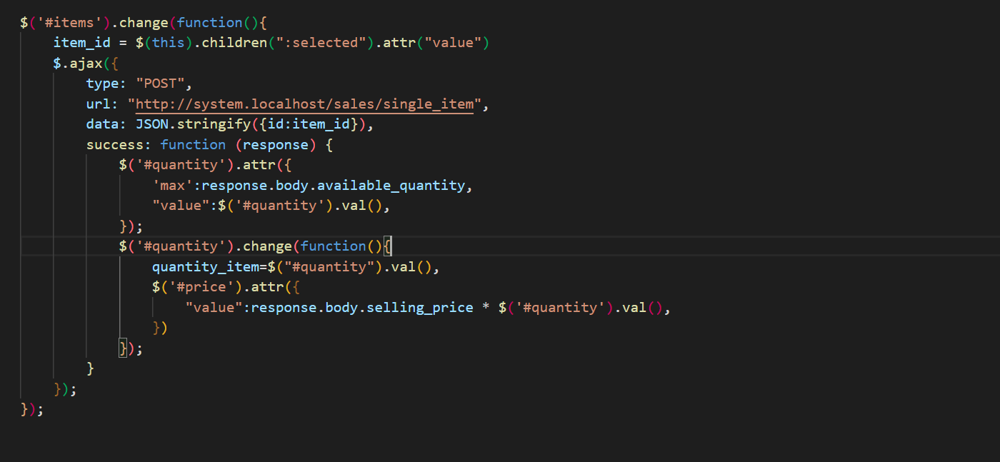 $('#items').change(function(){
item_id = $(this).children(":selected").attr("value")
$.ajax({
type: "POST",
url: "http://system.localhost/sales/single_item",
data: JSON.stringify({id:item_id}),
success: function (response) {
$('#quantity').attr({
'max':response.body.available_quantity,
"value":$('#quantity').val(),
});
$('#quantity').change(function(){
quantity_item=$("#quantity").val(),
$('#price').attr({
"value":response.body.selling_price * $('#quantity').val(),
})
});
}
});
});